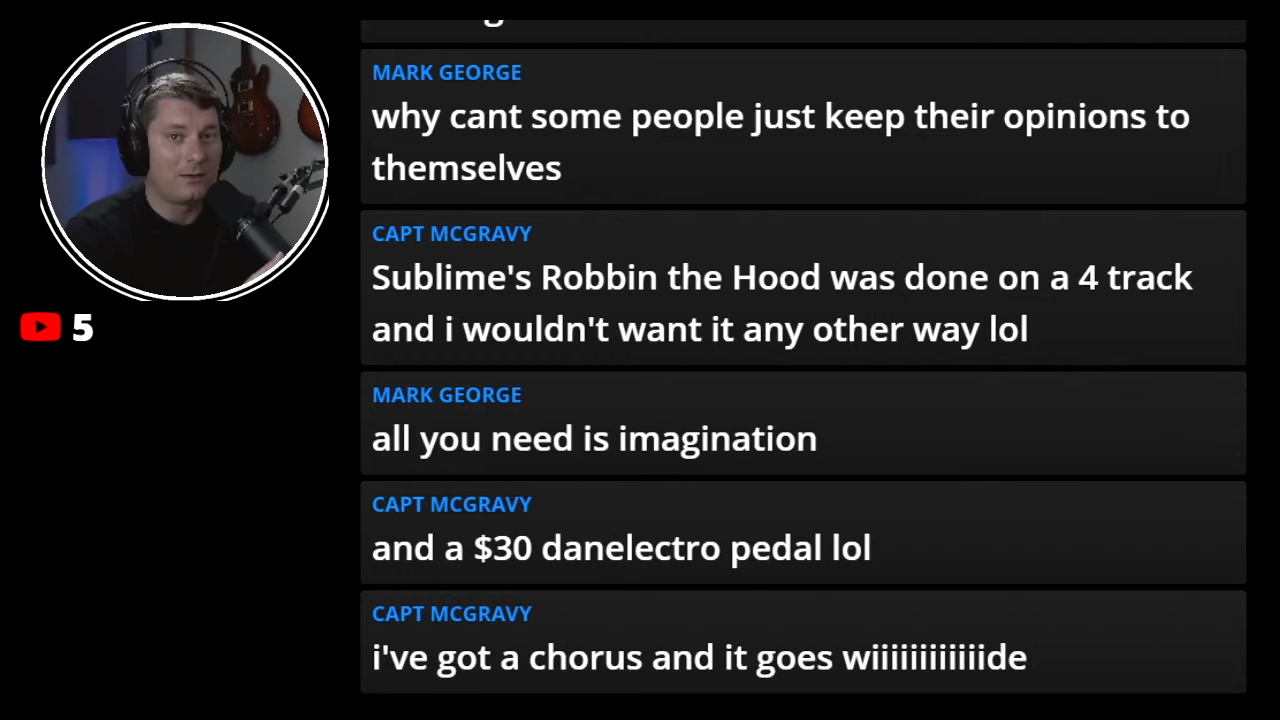 MARK GEORGE
why cant some people just keep their opinions to
themselves
CAPT MCGRAVY
Sublime's Robbin the Hood was done on a 4 track
and i wouldn't want it any other way lol
MARK GEORGE
all you need is imagination
CAPT MCGRAVY
and a $30 danelectro pedal lol
CAPT MCGRAVY
i've got a chorus and it goes wiiiiiiiiiiiide
5